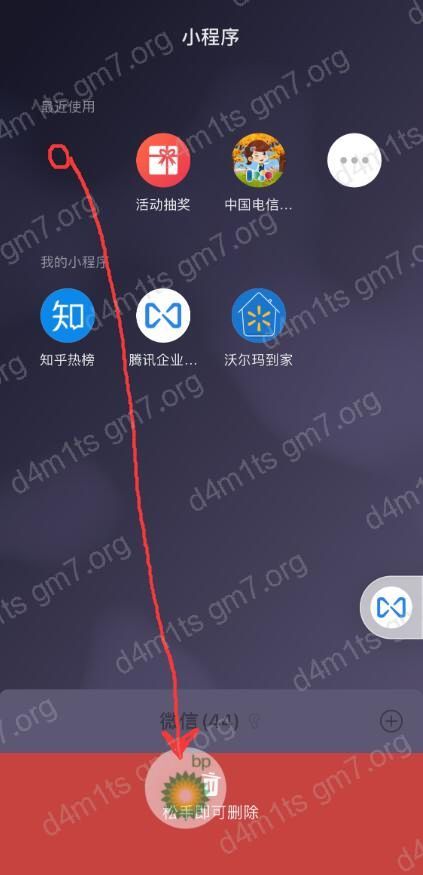 小程序
最近使用
活动抽奖
中国电信...
我的小程序
知
知乎热榜
腾讯企业...
沃尔玛到家
微信(44)
bp
松手即可删除
d4m1ts gm7.org